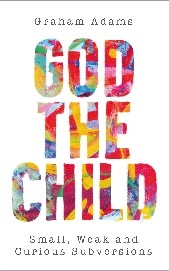 Graham Adams
GOD
THE
CHILD
Small, Weak and
Curious Subversions